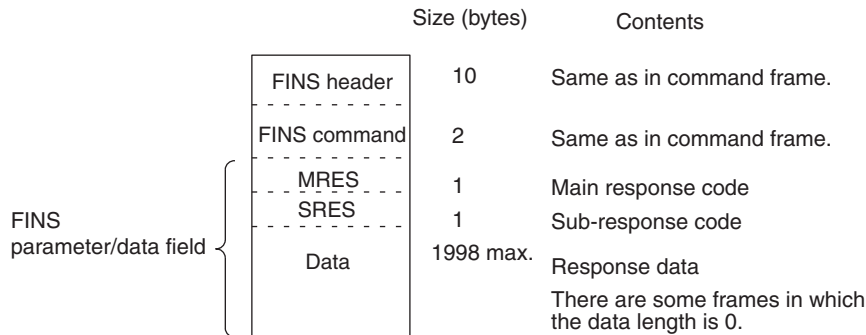 Size (bytes) Contents
FINS header 10 Same as in command frame.
FINS command 2 Same as in command frame.
MRES 1 Main response code
SRES 1 Sub-response code
FINS
parameter/data field
Data 1998 max. Response data
There are some frames in which
the data length is 0.